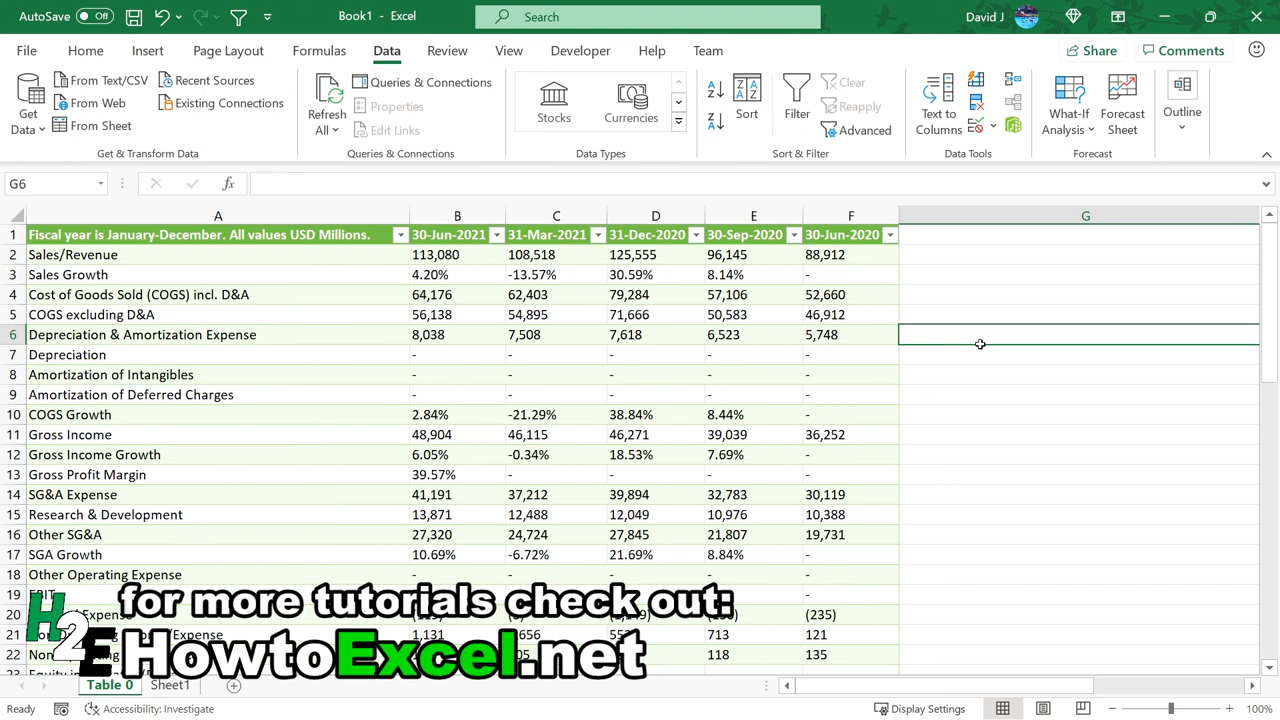 AutoSave Off Book1 - Excel Search David J
File Home Insert Page Layout Formulas Data Review View Developer Help Team Share Comments
From Text/CSV Recent Sources Queries & Connections Clear
From Web Existing Connections Properties Reapply
From Sheet Edit Links Advanced
Get Data Refresh All Stocks Currencies Sort Filter Text to Columns What-If Analysis Forecast Sheet Outline
Get & Transform Data Queries & Connections Data Types Sort & Filter Data Tools Forecast
G6 fx
A B C D E F G
1 Fiscal year is January-December. All values USD Millions. 30-Jun-2021 31-Mar-2021 31-Dec-2020 30-Sep-2020 30-Jun-2020
2 Sales/Revenue 113,080 108,518 125,555 96,145 88,912
3 Sales Growth 4.20% -13.57% 30.59% 8.14% -
4 Cost of Goods Sold (COGS) incl. D&A 64,176 62,403 79,284 57,106 52,660
5 COGS excluding D&A 56,138 54,895 71,666 50,583 46,912
6 Depreciation & Amortization Expense 8,038 7,508 7,618 6,523 5,748
7 Depreciation - - - - -
8 Amortization of Intangibles - - - - -
9 Amortization of Deferred Charges - - - - -
10 COGS Growth 2.84% -21.29% 38.84% 8.44% -
11 Gross Income 48,904 46,115 46,271 39,039 36,252
12 Gross Income Growth 6.05% -0.34% 18.53% 7.69% -
13 Gross Profit Margin 39.57% - - - -
14 SG&A Expense 41,191 37,212 39,894 32,783 30,119
15 Research & Development 13,871 12,488 12,049 10,976 10,388
16 Other SG&A 27,320 24,724 27,845 21,807 19,731
17 SGA Growth 10.69% -6.72% 21.69% 8.84% -
18 Other Operating Expense - - - - -
19
for more tutorials check out:
20 Expense (235)
21 /Expense 1,131 656 713 121
22 118 135
H2E HowtoExcel.net
23
Table 0 Sheet1
Ready Accessibility: Investigate Display Settings 100%